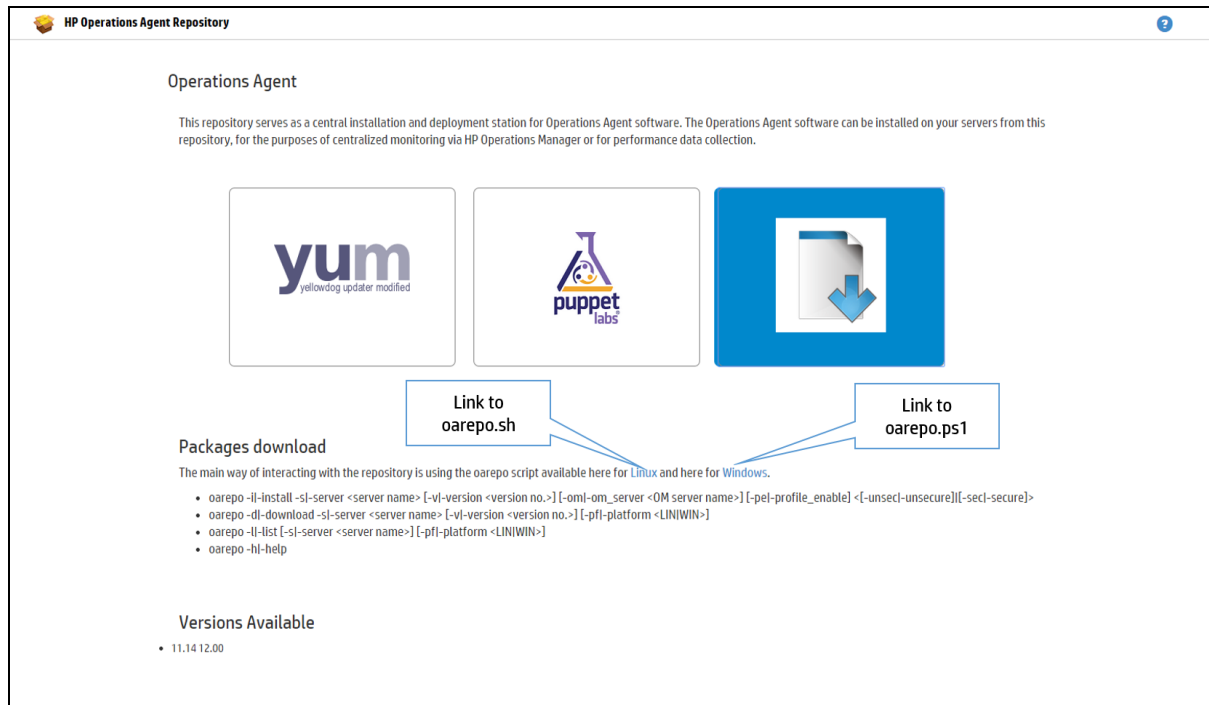 HP Operations Agent Repository
?
Operations Agent
This repository serves as a central installation and deployment station for Operations Agent software. The Operations Agent software can be installed on your servers from this
repository, for the purposes of centralized monitoring via HP Operations Manager or for performance data collection.
yum
yellowdog updater modified
puppet
labs®
Link to
oarepo.sh
Link to
oarepo.ps1
Packages download
The main way of interacting with the repository is using the oarepo script available here for Linux and here for Windows.
• oarepo -i|-install -s|-server <server name> [-v|-version <version no.>] [-om|-om_server <OM server name>] [-pe|-profile_enable] <[-unsec|-unsecure]|[-sec|-secure]>
• oarepo -d|-download -s|-server <server name> [-v|-version <version no.>] [-pf|-platform <LIN|WIN>]
• oarepo -l|-list [-s|-server <server name>] [-pf|-platform <LIN|WIN>]
• oarepo -h|-help
Versions Available
• 11.14 12.00